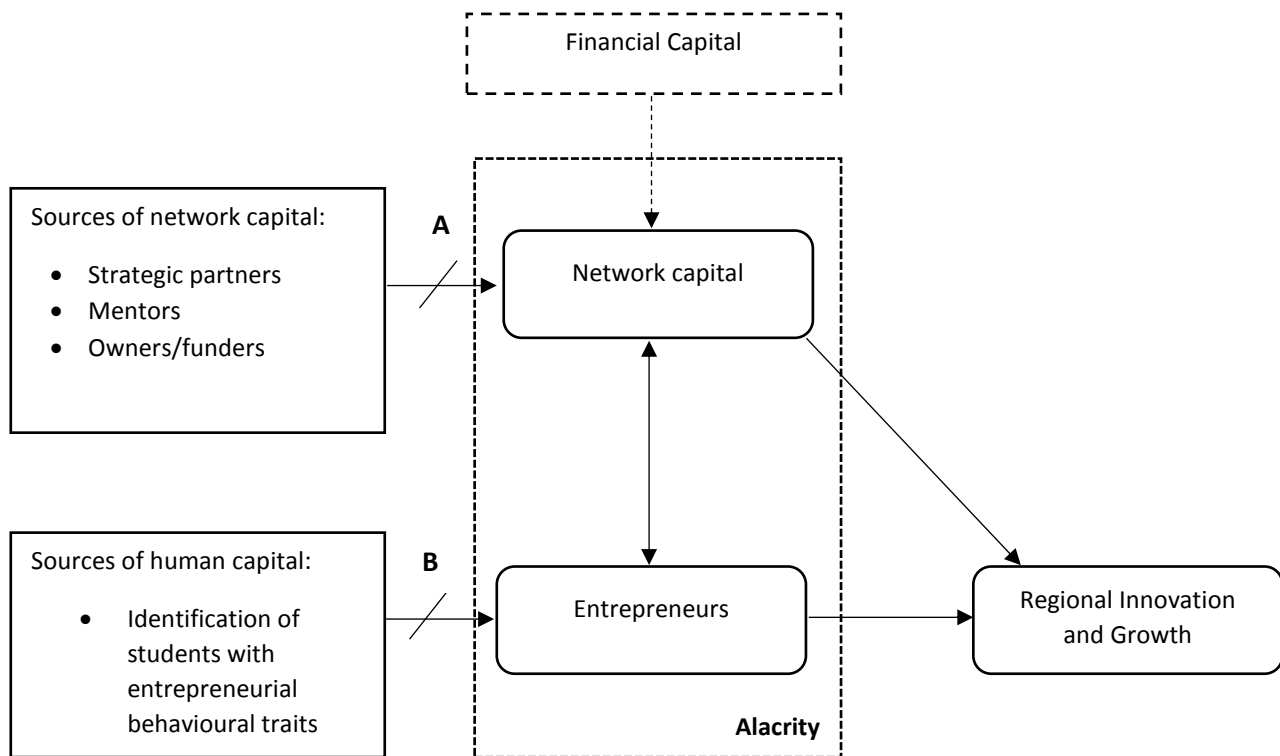 Financial Capital
Sources of network capital:
• Strategic partners
• Mentors
• Owners/funders
A
Network capital
Sources of human capital:
• Identification of
students with
entrepreneurial
behavioural traits
B
Entrepreneurs
Regional Innovation
and Growth
Alacrity